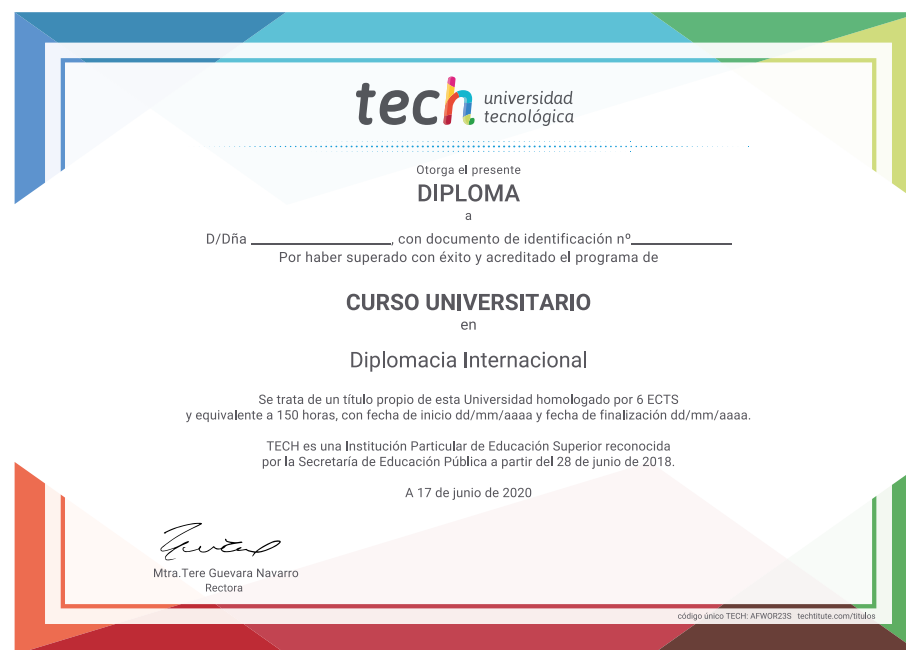 tech universidad
tecnológica
Otorga el presente
DIPLOMA
a
D/Dña ____________________, con documento de identificación nº______________
Por haber superado con éxito y acreditado el programa de
CURSO UNIVERSITARIO
en
Diplomacia Internacional
Se trata de un título propio de esta Universidad homologado por 6 ECTS
y equivalente a 150 horas, con fecha de inicio dd/mm/aaaa y fecha de finalización dd/mm/aaaa.
TECH es una Institución Particular de Educación Superior reconocida
por la Secretaría de Educación Pública a partir del 28 de junio de 2018.
A 17 de junio de 2020
Mtra.Tere Guevara Navarro
Rectora
código único TECH: AFWOR23S techtitute.com/titulos